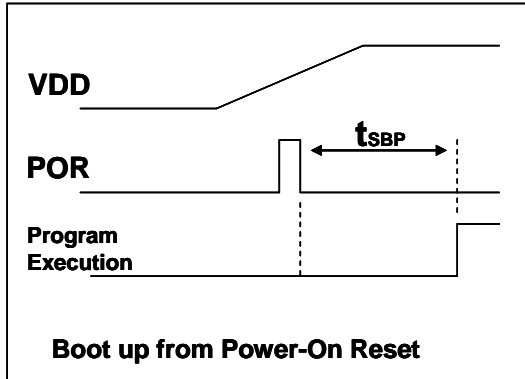 VDD
tSBP
POR
Program
Execution
Boot up from Power-On Reset